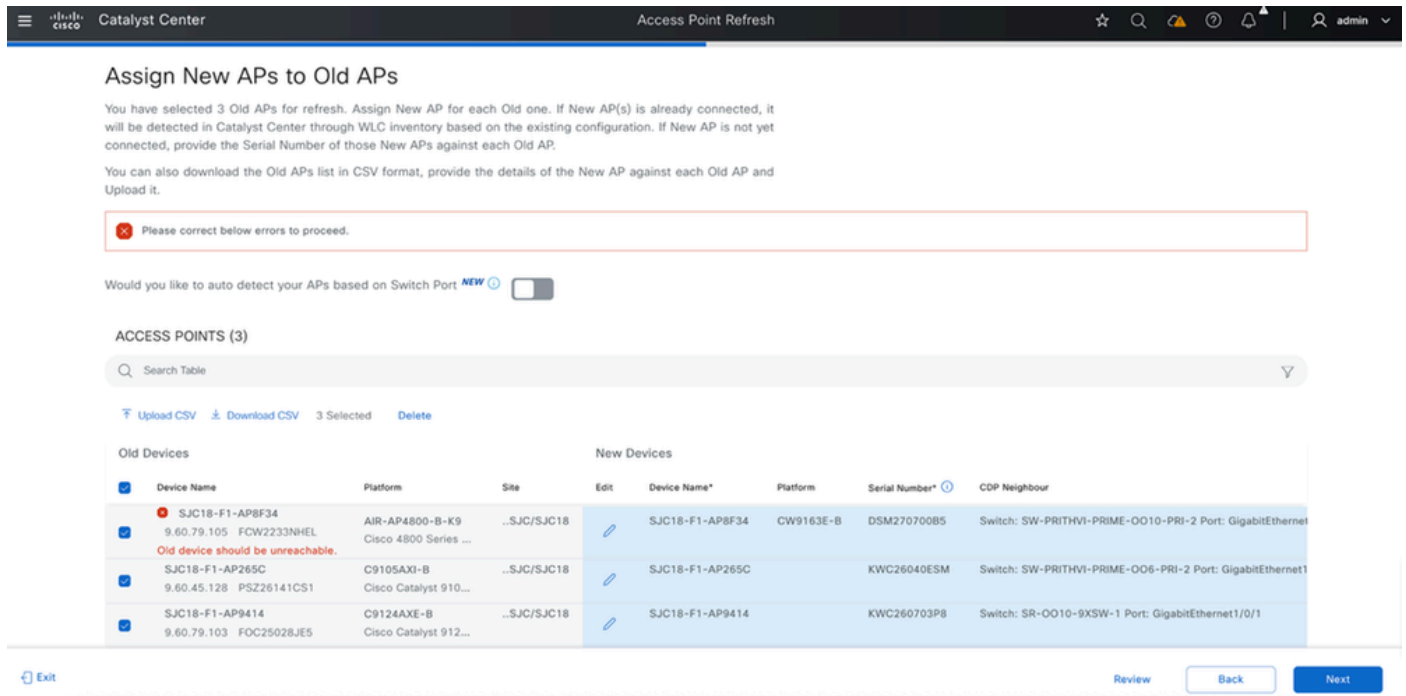 cisco Catalyst Center
Access Point Refresh
admin
Assign New APs to Old APs
You have selected 3 Old APs for refresh. Assign New AP for each Old one. If New AP(s) is already connected, it
will be detected in Catalyst Center through WLC inventory based on the existing configuration. If New AP is not yet
connected, provide the Serial Number of those New APs against each Old AP.
You can also download the Old APs list in CSV format, provide the details of the New AP against each Old AP and
Upload it.
Please correct below errors to proceed.
Would you like to auto detect your APs based on Switch Port NEW
ACCESS POINTS (3)
Search Table
Upload CSV Download CSV 3 Selected Delete
Old Devices New Devices
Device Name Platform Site Edit Device Name* Platform Serial Number* CDP Neighbour
SJC18-F1-AP8F34 AIR-AP4800-B-K9 ..SJC/SJC18 SJC18-F1-AP8F34 CW9163E-B DSM270700B5 Switch: SW-PRITHVI-PRIME-OO10-PRI-2 Port: GigabitEthernet
9.60.79.105 FCW2233NHEL Cisco 4800 Series ...
Old device should be unreachable.
SJC18-F1-AP265C C9105AXI-B ..SJC/SJC18 SJC18-F1-AP265C KWC26040ESM Switch: SW-PRITHVI-PRIME-OO6-PRI-2 Port: GigabitEthernet1
9.60.45.128 PSZ26141CS1 Cisco Catalyst 910...
SJC18-F1-AP9414 C9124AXE-B ..SJC/SJC18 SJC18-F1-AP9414 KWC260703P8 Switch: SR-OO10-9XSW-1 Port: GigabitEthernet1/0/1
9.60.79.103 FOC25028JE5 Cisco Catalyst 912...
Exit Review Back Next